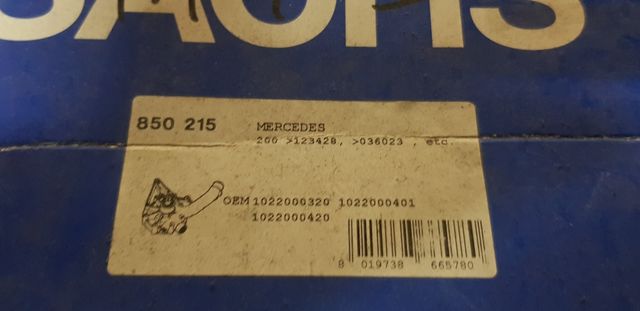 SACHS
850 215
MERCEDES
200 >123428, >036023 , etc.
OEM 1022000320 1022000401
1022000420
8 019738 665780